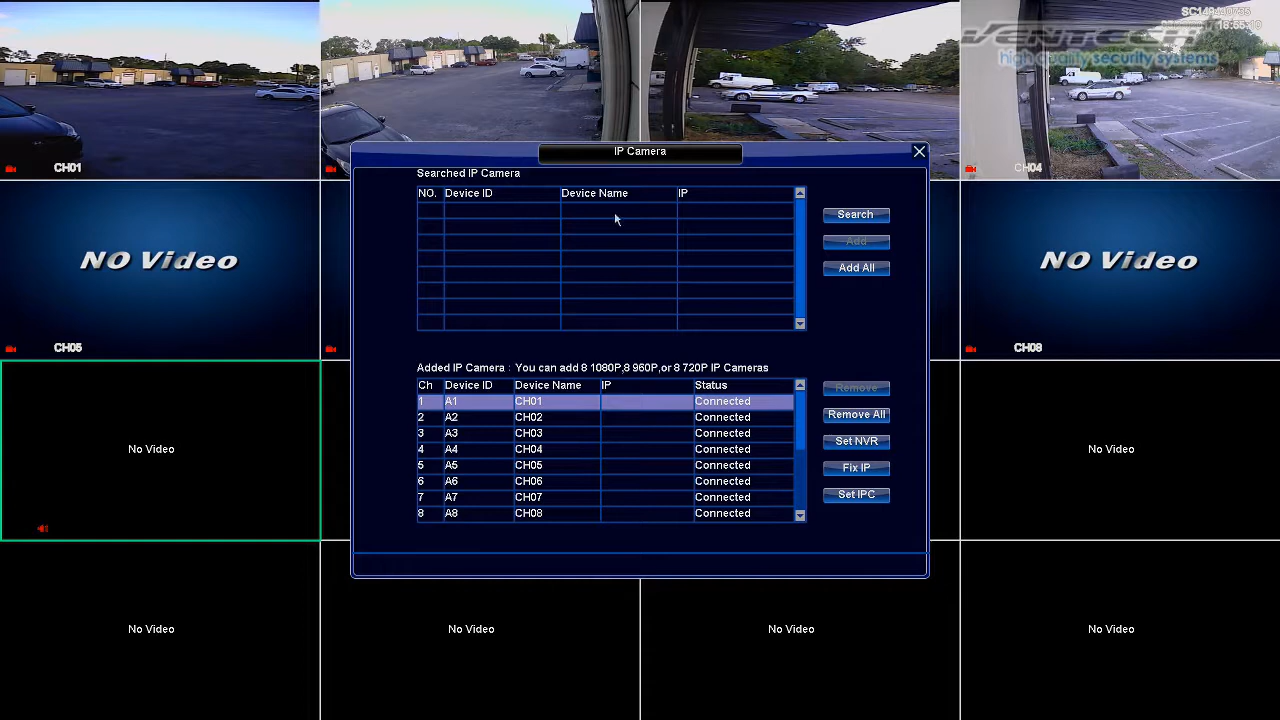 SC149490735
VENTECH
high quality security systems
CH01
CH04
IP Camera
Searched IP Camera
NO. Device ID Device Name IP
Search
Add
Add All
NO Video
NO Video
CH05
CH08
Added IP Camera : You can add 8 1080P,8 960P,or 8 720P IP Cameras
Ch Device ID Device Name IP Status
1 A1 CH01 Connected
2 A2 CH02 Connected
3 A3 CH03 Connected
4 A4 CH04 Connected
5 A5 CH05 Connected
6 A6 CH06 Connected
7 A7 CH07 Connected
8 A8 CH08 Connected
Remove
Remove All
Set NVR
Fix IP
Set IPC
No Video
No Video
No Video
No Video
No Video
No Video